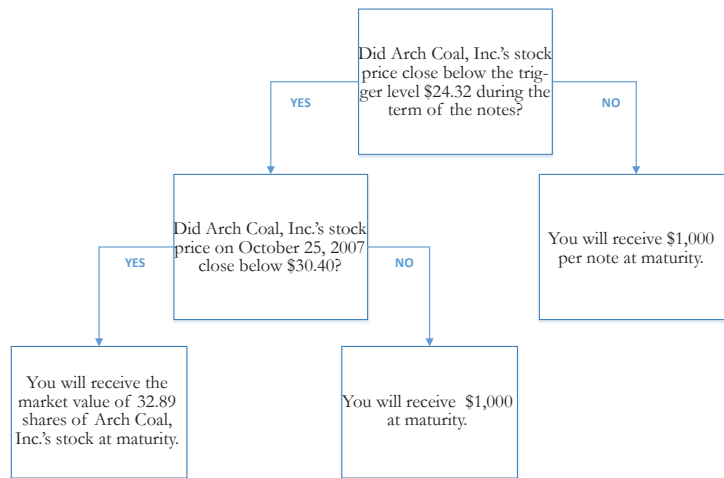 Did Arch Coal, Inc.'s stock
price close below the trig-
ger level $24.32 during the
term of the notes?
YES
NO
Did Arch Coal, Inc.'s stock
price on October 25, 2007
close below $30.40?
You will receive $1,000
per note at maturity.
YES
NO
You will receive the
market value of 32.89
shares of Arch Coal,
Inc.'s stock at maturity.
You will receive $1,000
at maturity.